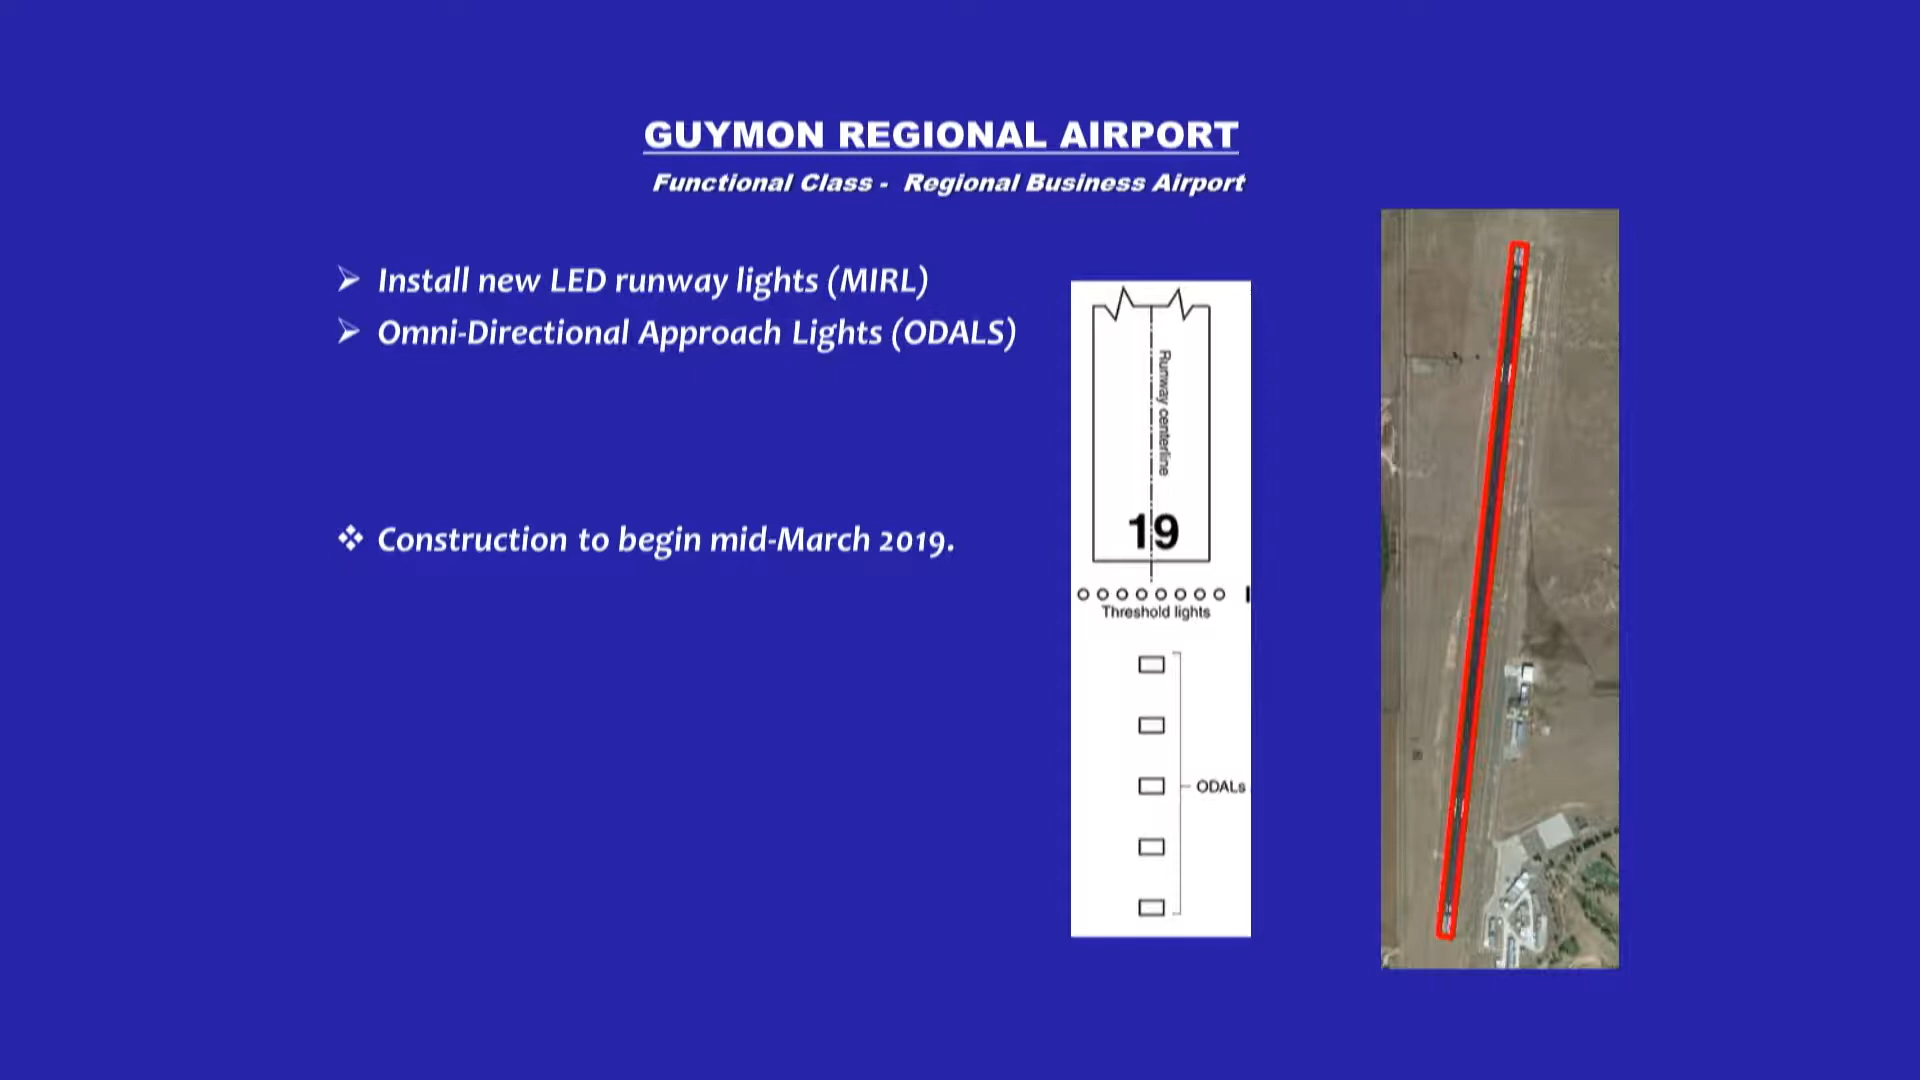 GUYMON REGIONAL AIRPORT
Functional Class - Regional Business Airport
Install new LED runway lights (MIRL)
Omni-Directional Approach Lights (ODALS)
Construction to begin mid-March 2019.
Runway centerline
19
Threshold lights
ODALs